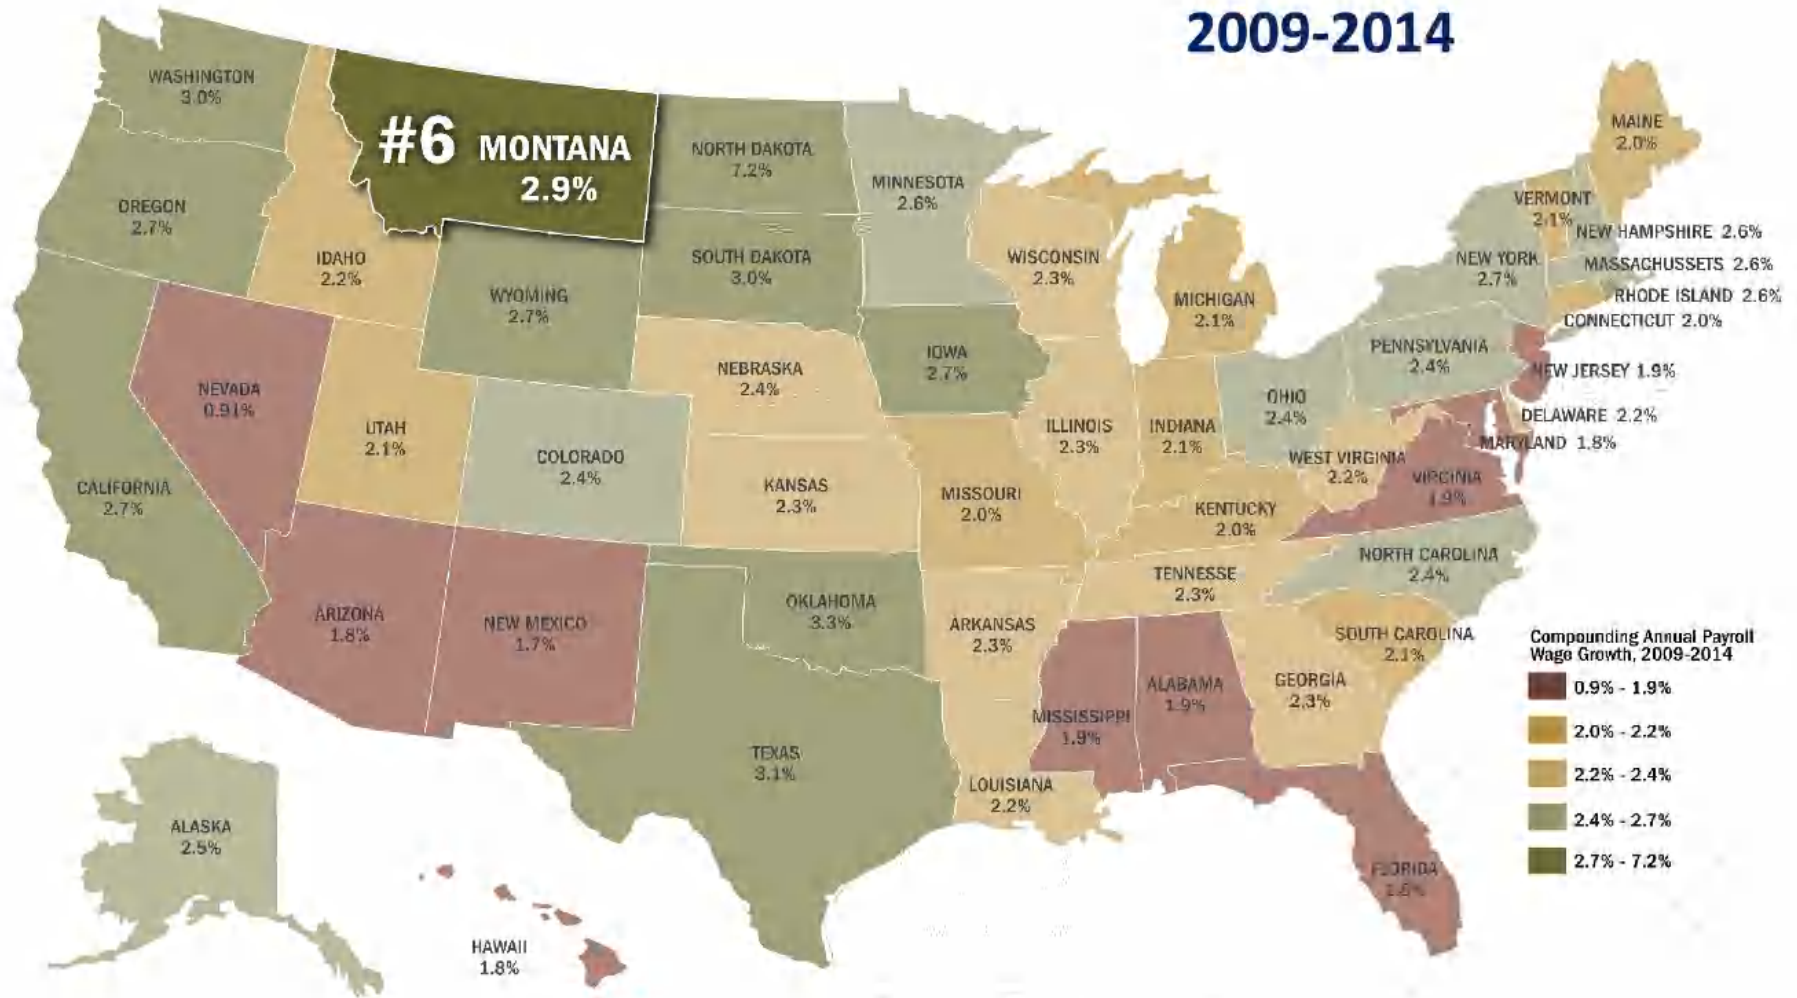 2009-2014
WASHINGTON
3.0%
#6 MONTANA
2.9%
NORTH DAKOTA
7.2%
MINNESOTA
2.6%
MAINE
2.0%
OREGON
2.7%
IDAHO
2.2%
WYOMING
2.7%
SOUTH DAKOTA
3.0%
WISCONSIN
2.3%
MICHIGAN
2.1%
VERMONT
2.1%
NEW HAMPSHIRE 2.6%
NEW YORK
2.7%
MASSACHUSSETS 2.6%
RHODE ISLAND 2.6%
CONNECTICUT 2.0%
PENNSYLVANIA
2.4%
NEW JERSEY 1.9%
NEVADA
0.91%
UTAH
2.1%
COLORADO
2.4%
NEBRASKA
2.4%
IOWA
2.7%
ILLINOIS
2.3%
INDIANA
2.1%
OHIO
2.4%
DELAWARE 2.2%
MARYLAND 1.8%
WEST VIRGINIA
2.2%
VIRGINIA
1.9%
CALIFORNIA
2.7%
KANSAS
2.3%
MISSOURI
2.0%
KENTUCKY
2.0%
NORTH CAROLINA
2.4%
TENNESSE
2.3%
ARIZONA
1.8%
NEW MEXICO
1.7%
OKLAHOMA
3.3%
ARKANSAS
2.3%
SOUTH CAROLINA
2.1%
MISSISSIPPI
1.9%
ALABAMA
1.9%
GEORGIA
2.3%
TEXAS
3.1%
LOUISIANA
2.2%
FLORIDA
ALASKA
2.5%
HAWAII
1.8%
Compounding Annual Payroll
Wage Growth, 2009-2014
0.9% - 1.9%
2.0% - 2.2%
2.2% - 2.4%
2.4% - 2.7%
2.7% - 7.2%